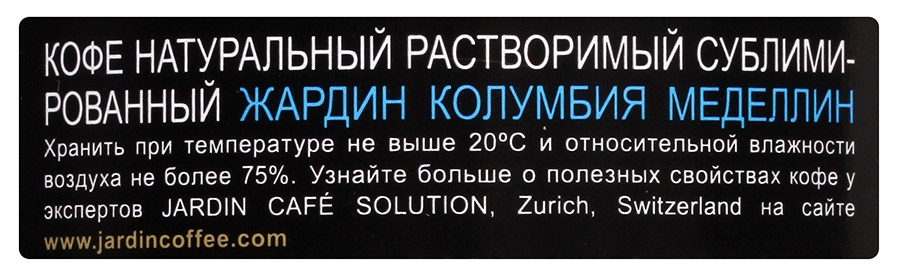 КОФЕ НАТУРАЛЬНЫЙ РАСТВОРИМЫЙ СУБЛИМИ-
РОВАННЫЙ ЖАРДИН КОЛУМБИЯ МЕДЕЛЛИН
Хранить при температуре не выше 20°С и относительной влажности
воздуха не более 75%. Узнайте больше о полезных свойствах кофе у
экспертов JARDIN CAFÉ SOLUTION, Zurich, Switzerland на сайте
www.jardincoffee.com